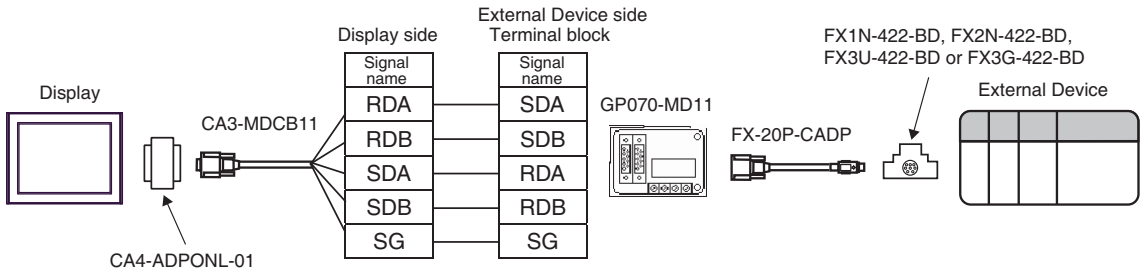 External Device side
Display side
Terminal block
FX1N-422-BD, FX2N-422-BD,
FX3U-422-BD or FX3G-422-BD
Display
CA3-MDCB11
Signal
name
Signal
name
RDA
SDA
RDB
SDB
SDA
RDA
SDB
RDB
SG
SG
GP070-MD11
FX-20P-CADP
External Device
CA4-ADPONL-01